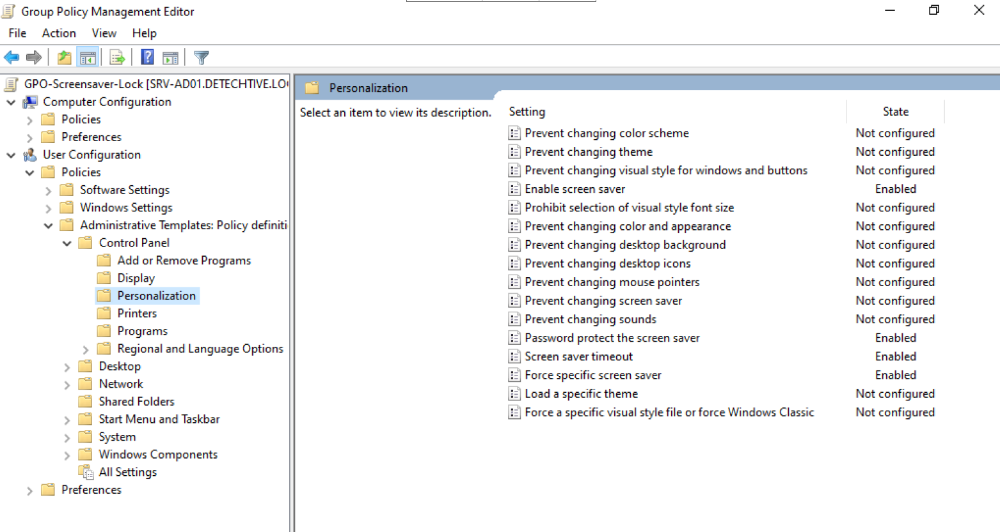 Group Policy Management Editor
File Action View Help
GPO-Screensaver-Lock [SRV-AD01.DETECHTIVE.LO
Computer Configuration
Policies
Preferences
User Configuration
Policies
Software Settings
Windows Settings
Administrative Templates: Policy definiti
Control Panel
Add or Remove Programs
Display
Personalization
Printers
Programs
Regional and Language Options
Desktop
Network
Shared Folders
Start Menu and Taskbar
System
Windows Components
All Settings
Preferences
Personalization
Select an item to view its description.
Setting State
Prevent changing color scheme Not configured
Prevent changing theme Not configured
Prevent changing visual style for windows and buttons Not configured
Enable screen saver Enabled
Prohibit selection of visual style font size Not configured
Prevent changing color and appearance Not configured
Prevent changing desktop background Not configured
Prevent changing desktop icons Not configured
Prevent changing mouse pointers Not configured
Prevent changing screen saver Not configured
Prevent changing sounds Not configured
Password protect the screen saver Enabled
Screen saver timeout Enabled
Force specific screen saver Enabled
Load a specific theme Not configured
Force a specific visual style file or force Windows Classic Not configured